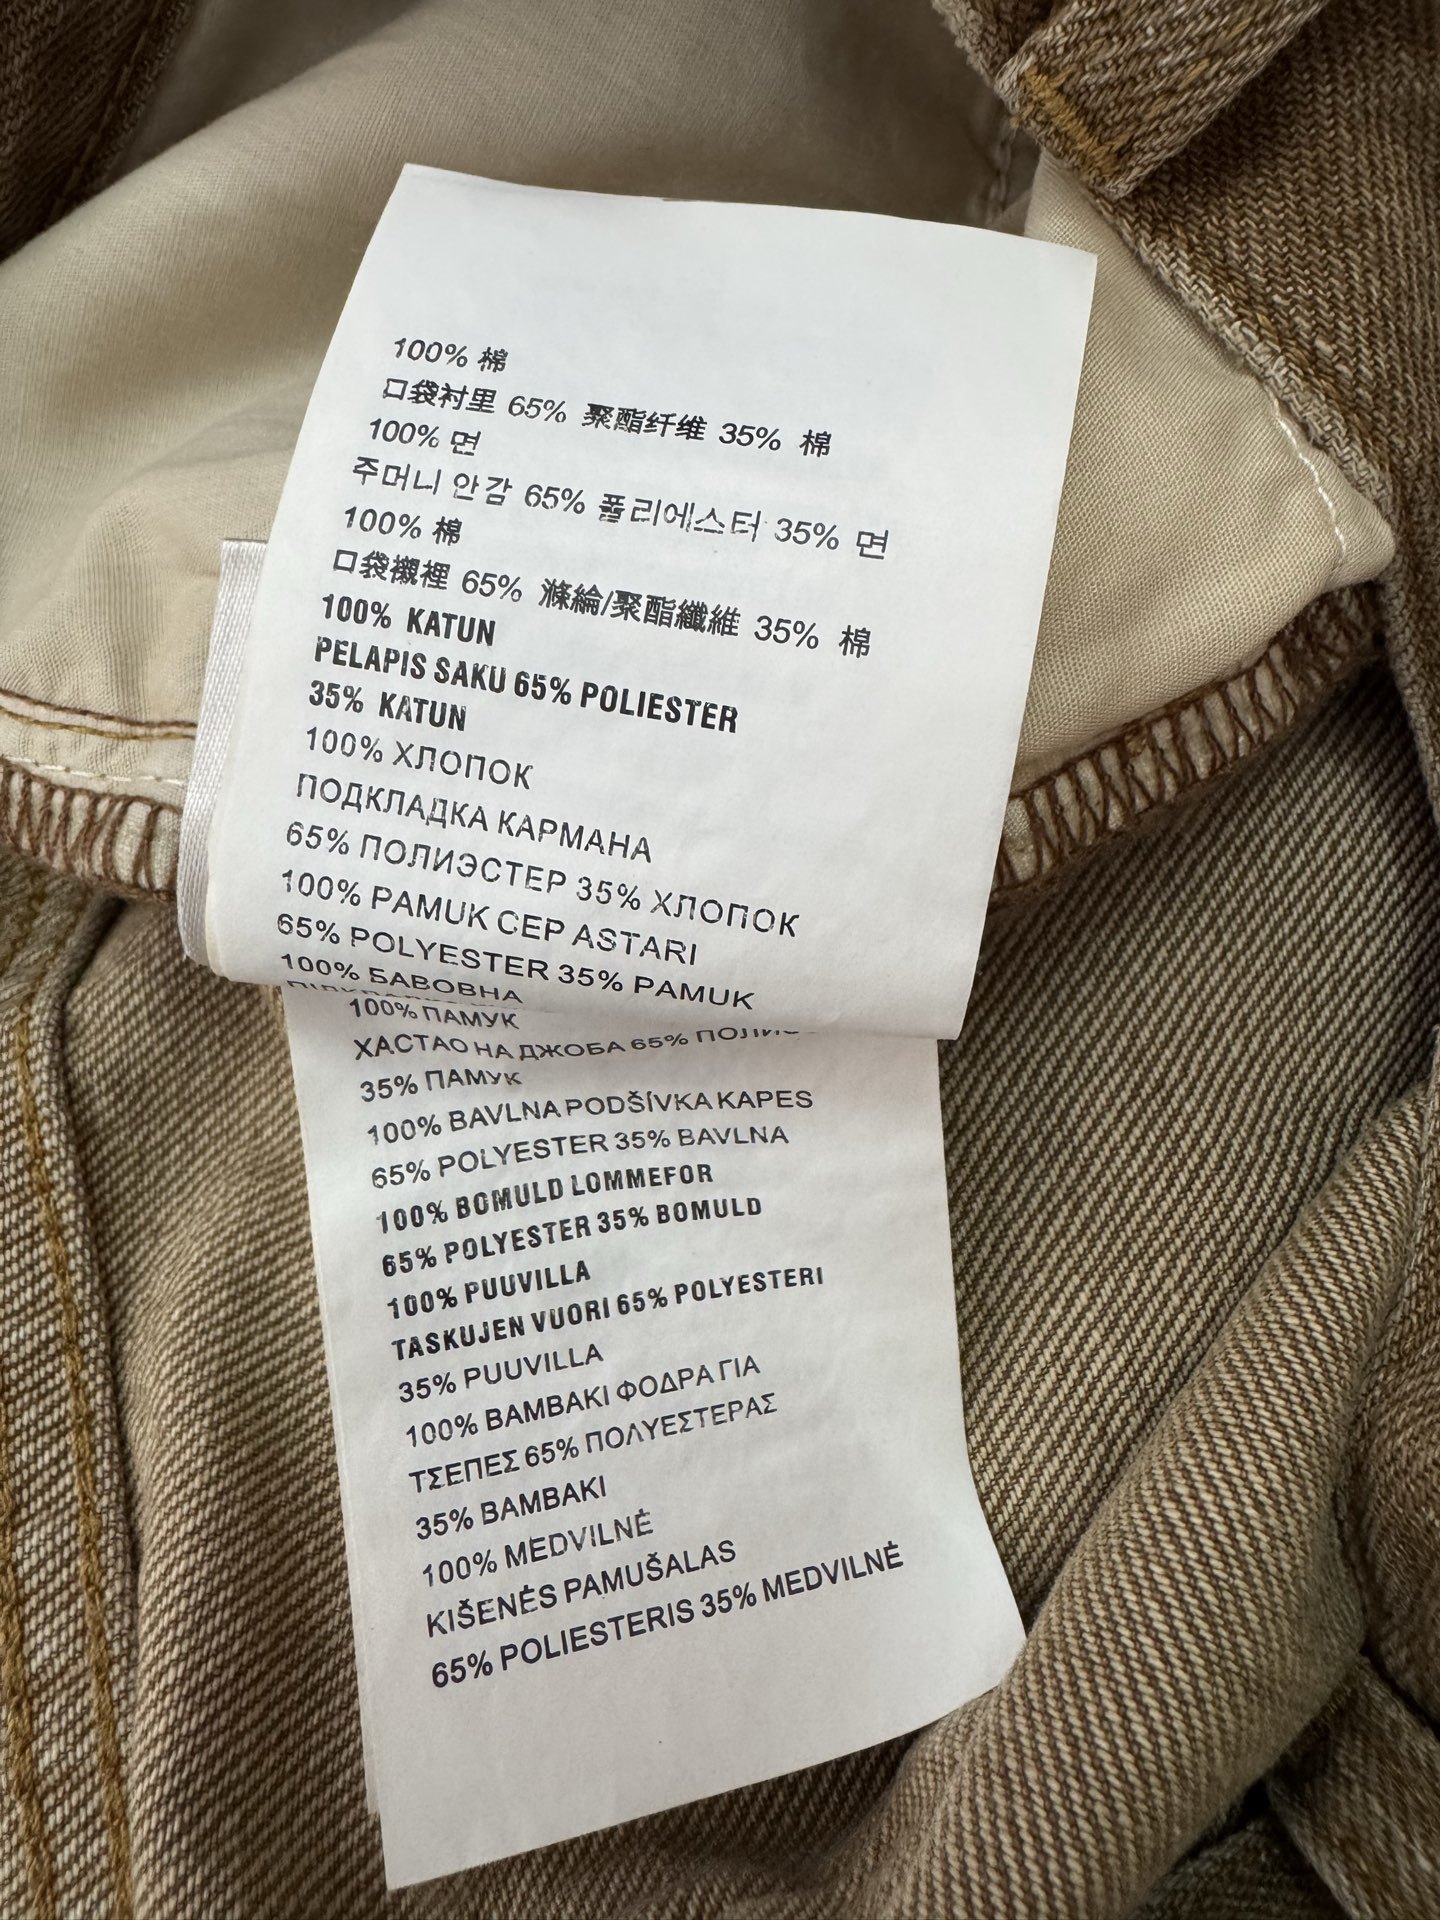 100% 棉
口袋衬里 65% 聚酯纤维 35% 棉
100% 면
주머니 안감 65% 폴리에스터 35% 면
100% 棉
口袋襯裡 65% 滌綸/聚酯纖維 35% 棉
100% KATUN
PELAPIS SAKU 65% POLIESTER
35% KATUN
100% ХЛОПОК
ПОДКЛАДКА КАРМАНА
65% ПОЛИЭСТЕР 35% ХЛОПОК
100% PAMUK CEP ASTARI
65% POLYESTER 35% PAMUK
100% БАВОВНА
100% ПАМУК
ХАСТАО НА ДЖОБА 65%
35% ПАМУК
100% BAVLNA PODŠÍVKA KAPES
65% POLYESTER 35% BAVLNA
100% BOMULD LOMMEFOR
65% POLYESTER 35% BOMULD
100% PUUVILLA
TASKUJEN VUORI 65% POLYESTERI
35% PUUVILLA
100% ΒΑΜΒΑΚΙ ΦΟΔΡΑ ΓΙΑ
ΤΣΕΠΕΣ 65% ΠΟΛΥΕΣΤΕΡΑΣ
35% ΒΑΜΒΑΚΙ
100% MEDVILNĖ
KIŠENĖS PAMUŠALAS
65% POLIESTERIS 35% MEDVILNĖ